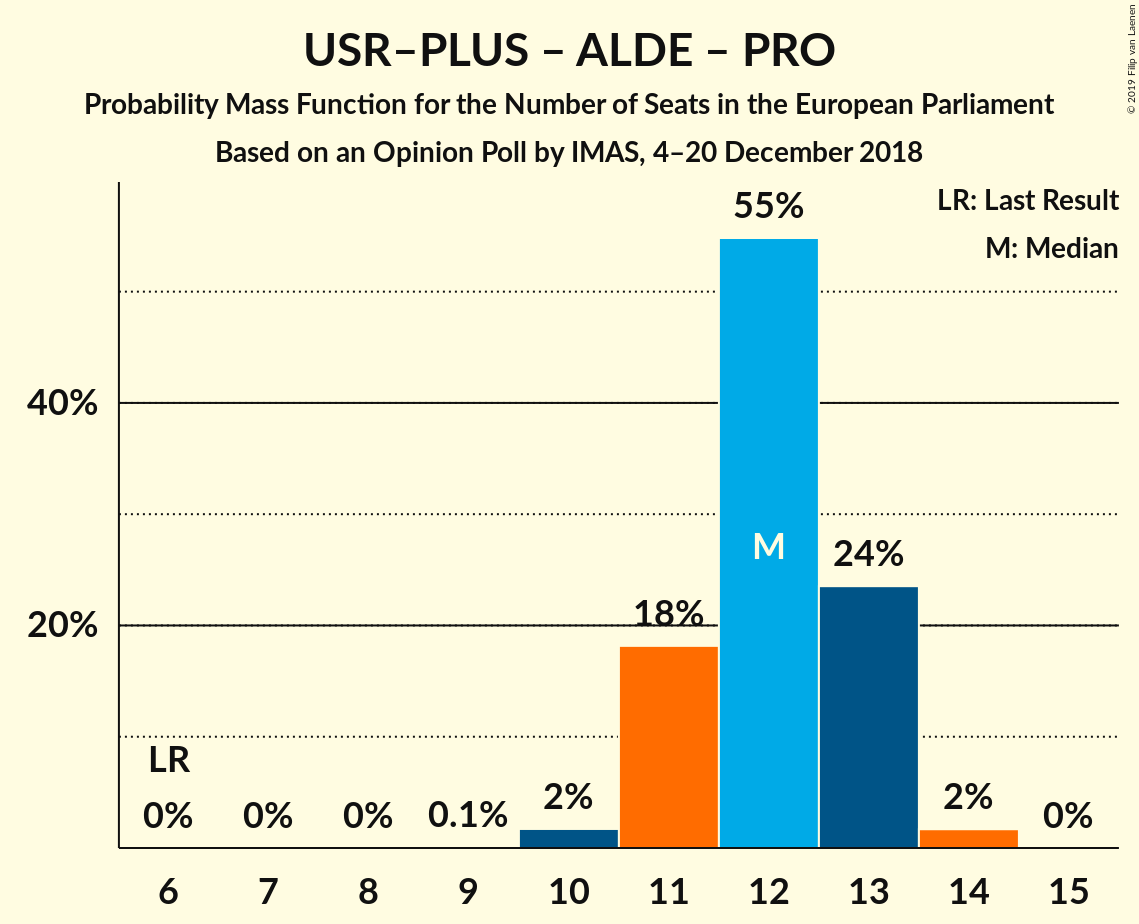 USR–PLUS – ALDE – PRO
Probability Mass Function for the Number of Seats in the European Parliament
Based on an Opinion Poll by IMAS, 4–20 December 2018
© 2019 Filip van Laenen
LR: Last Result
M: Median
55%
40%
M
24%
18%
20%
LR
0%
0%
0%
0.1%
2%
2%
0%
6
7
8
9
10
11
12
13
14
15